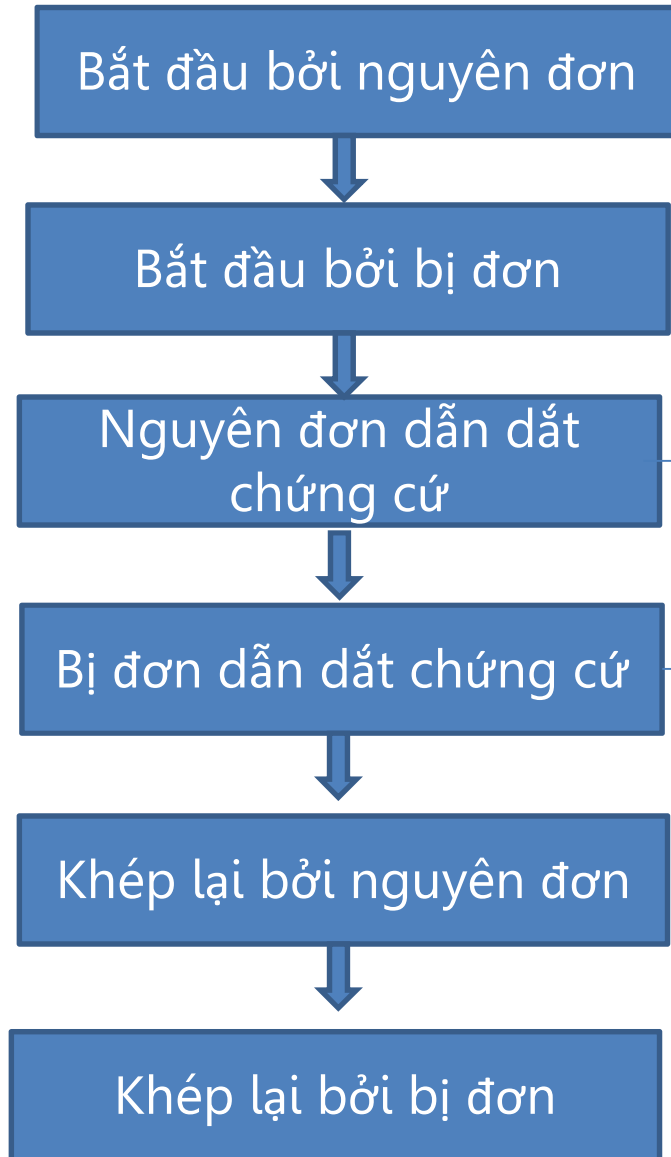 Bắt đầu bởi nguyên đơn
Bắt đầu bởi bị đơn
Nguyên đơn dẫn dắt
chứng cứ
Bị đơn dẫn dắt chứng cứ
Khép lại bởi nguyên đơn
Khép lại bởi bị đơn